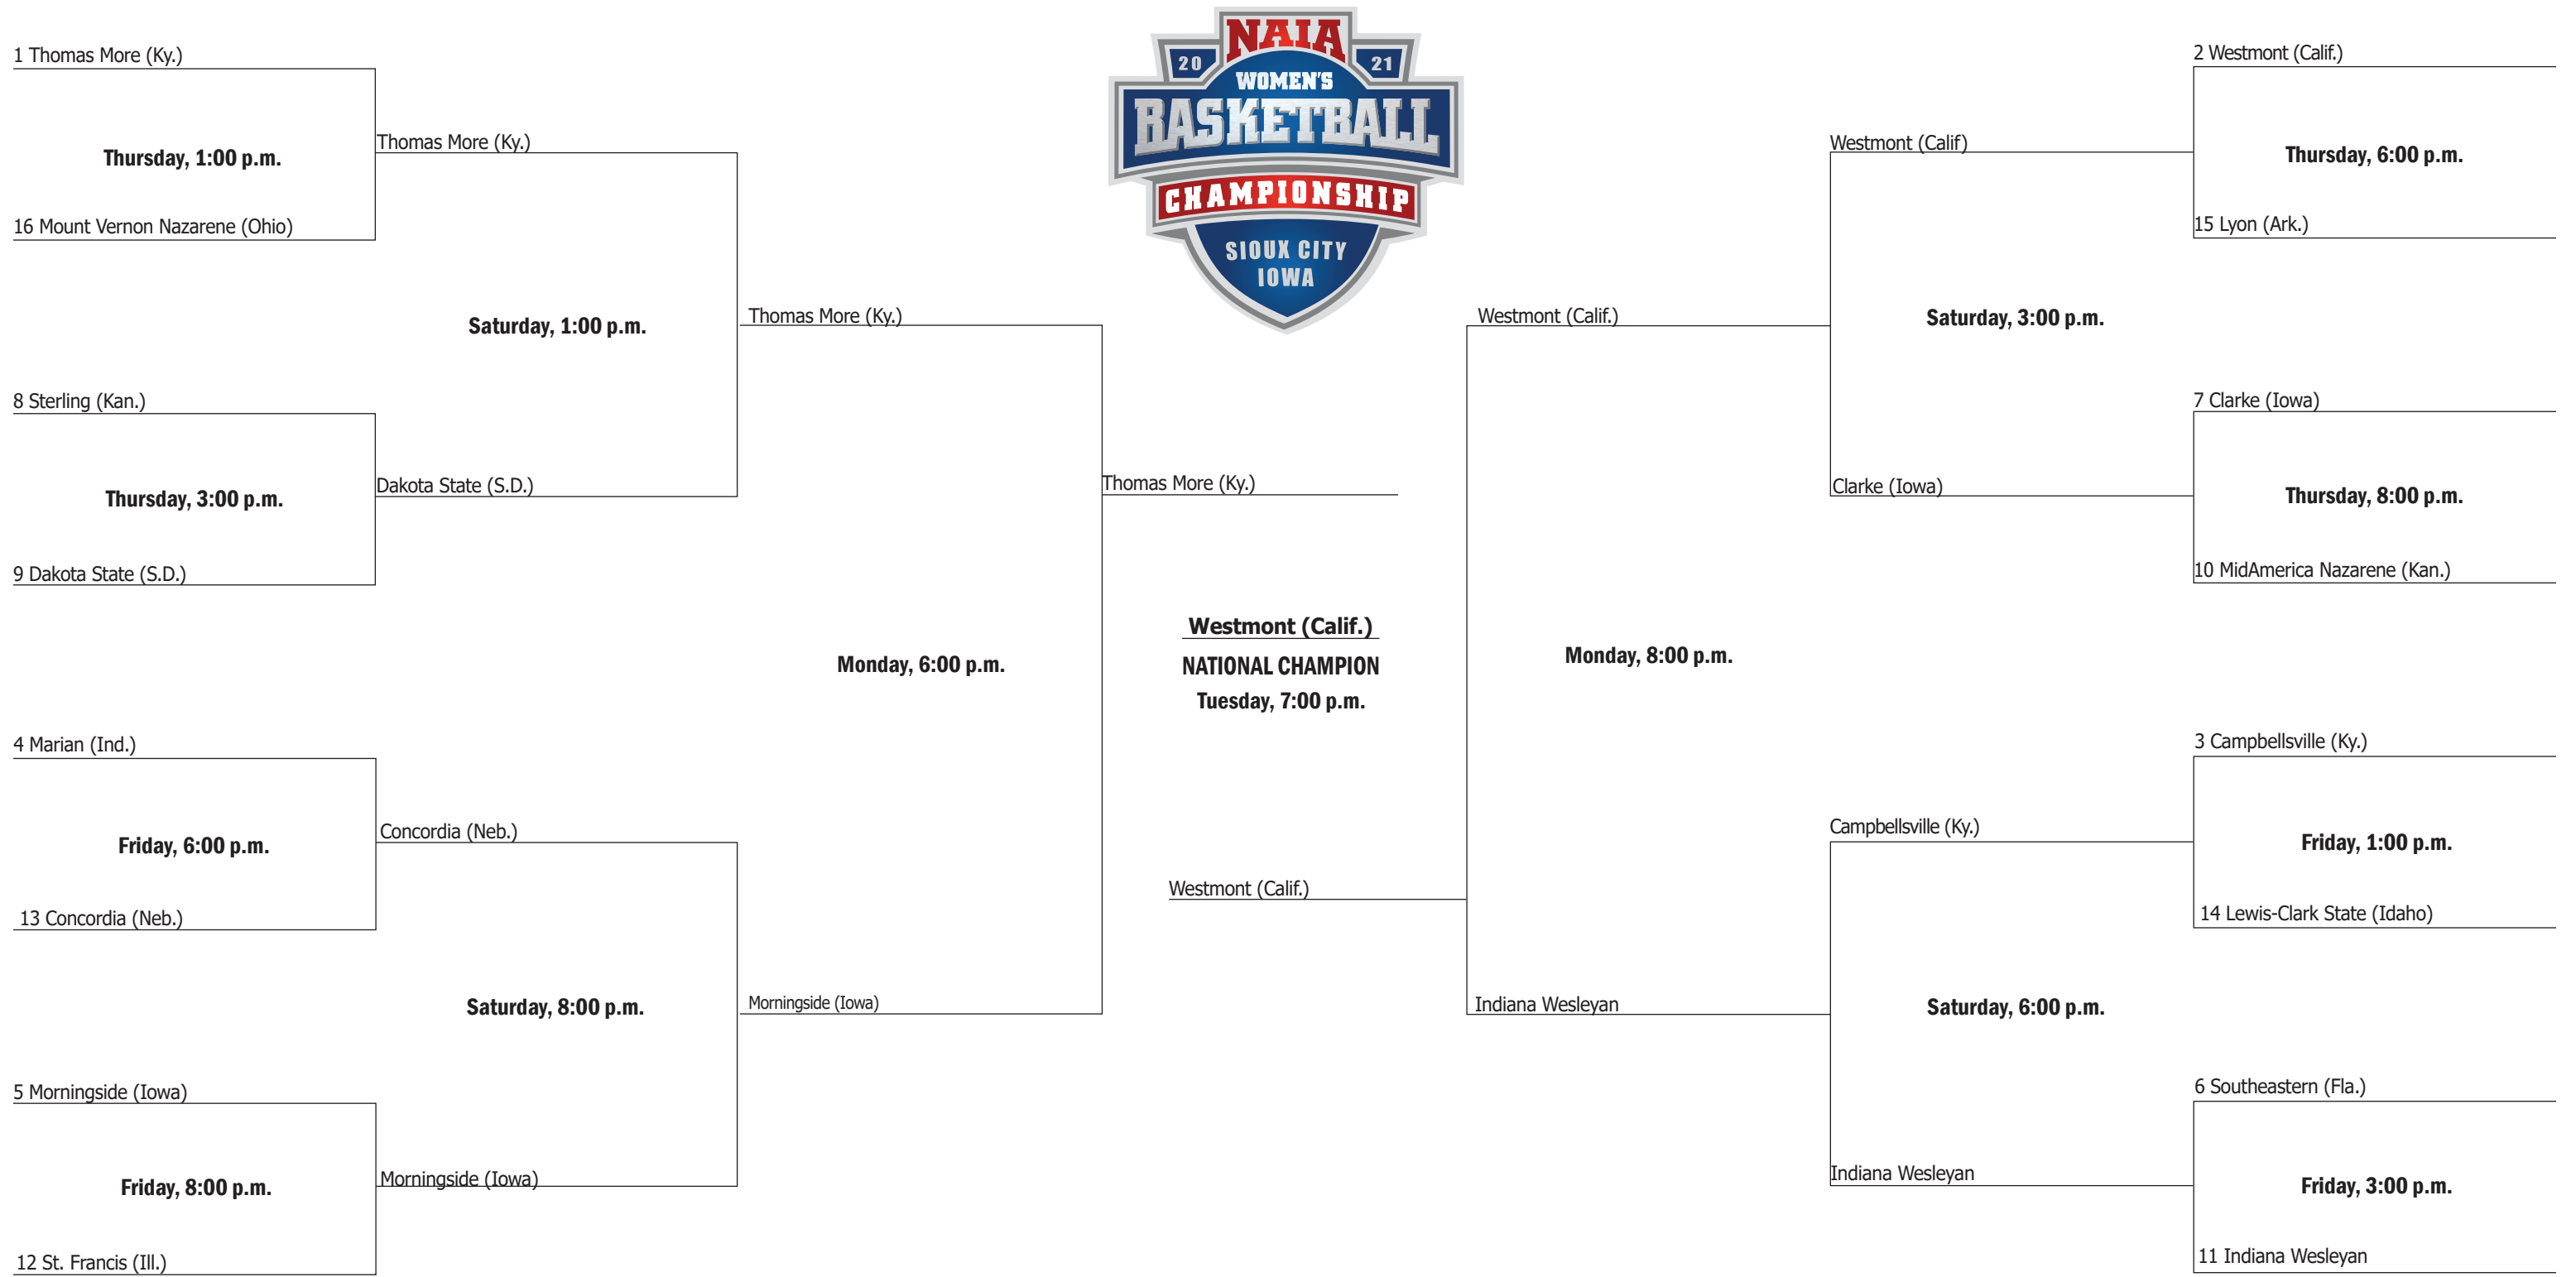 NAIA
20 21
WOMEN'S
BASKETBALL
CHAMPIONSHIP
SIOUX CITY
IOWA
1 Thomas More (Ky.)
Thursday, 1:00 p.m.
16 Mount Vernon Nazarene (Ohio)
8 Sterling (Kan.)
Thursday, 3:00 p.m.
9 Dakota State (S.D.)
4 Marian (Ind.)
Friday, 6:00 p.m.
13 Concordia (Neb.)
5 Morningside (Iowa)
Friday, 8:00 p.m.
12 St. Francis (Ill.)
Thomas More (Ky.)
Saturday, 1:00 p.m.
Dakota State (S.D.)
Concordia (Neb.)
Saturday, 8:00 p.m.
Morningside (Iowa)
Thomas More (Ky.)
Monday, 6:00 p.m.
Morningside (Iowa)
Thomas More (Ky.)
Westmont (Calif.)
NATIONAL CHAMPION
Tuesday, 7:00 p.m.
Westmont (Calif.)
Westmont (Calif.)
Monday, 8:00 p.m.
Indiana Wesleyan
Westmont (Calif)
Saturday, 3:00 p.m.
Clarke (Iowa)
Campbellsville (Ky.)
Saturday, 6:00 p.m.
Indiana Wesleyan
2 Westmont (Calif.)
Thursday, 6:00 p.m.
15 Lyon (Ark.)
7 Clarke (Iowa)
Thursday, 8:00 p.m.
10 MidAmerica Nazarene (Kan.)
3 Campbellsville (Ky.)
Friday, 1:00 p.m.
14 Lewis-Clark State (Idaho)
6 Southeastern (Fla.)
Friday, 3:00 p.m.
11 Indiana Wesleyan